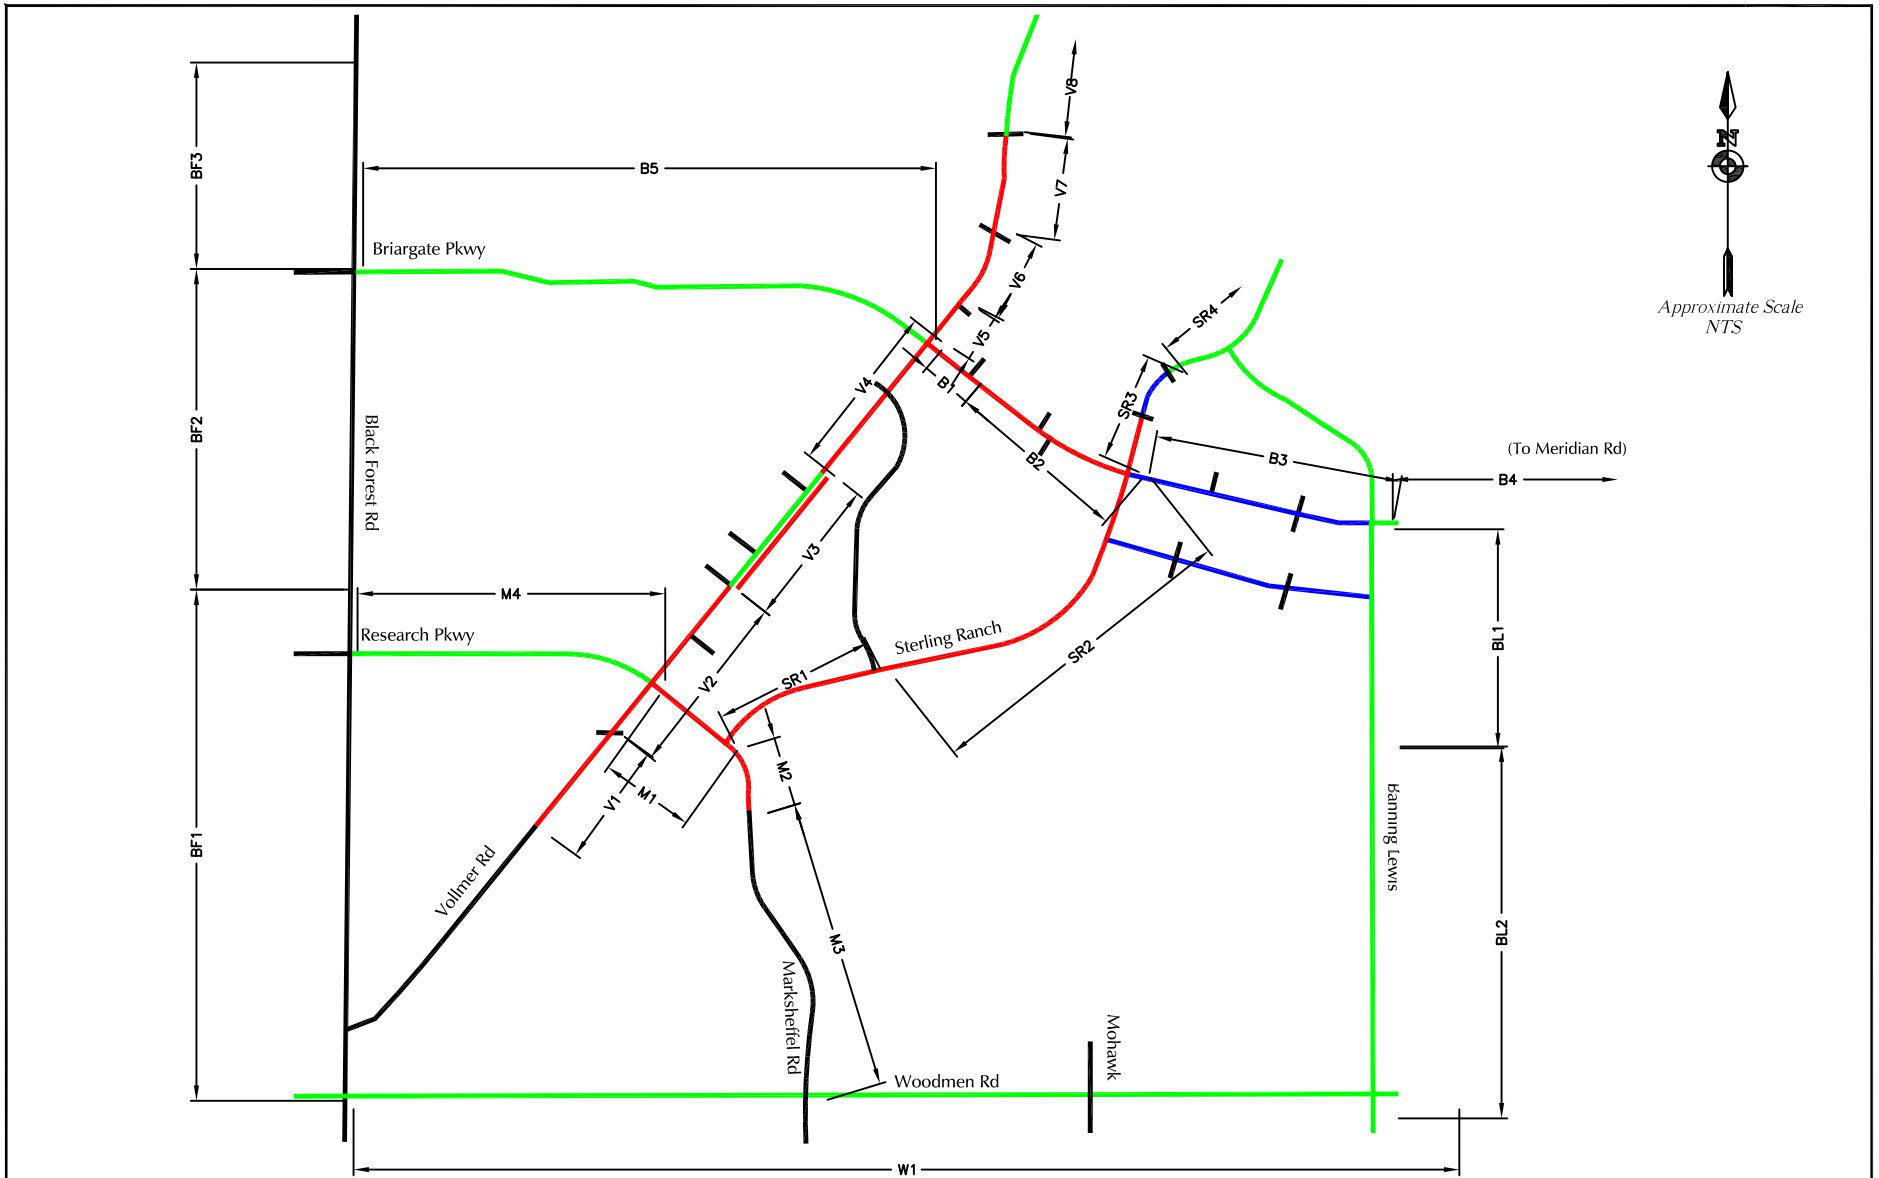 V8
BF3
B5
V7
N
Briargate Pkwy
V6
Approximate Scale
NTS
SR4
V5
B1
V4
SR3
BF2
Black Forest Rd
B2
B3
(To Meridian Rd)
B4
V3
M4
Research Pkwy
Sterling Ranch
SR2
BL1
SR1
V2
M2
M1
V1
BF1
Vollmer Rd
Banning Lewis
M3
BL2
Marksheffel Rd
Mohawk
Woodmen Rd
W1